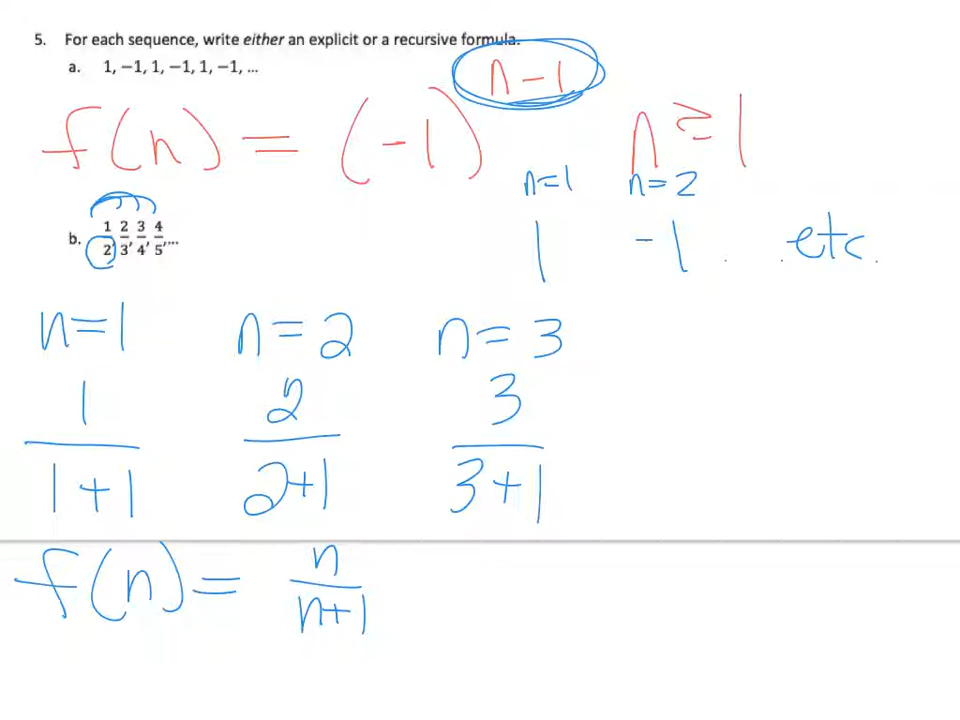 5. For each sequence, write either an explicit or a recursive formula.
a. 1, −1, 1, −1, 1, −1, ...
f(n) = (-1)^{n-1} n ≥ 1
n=1 n=2
1 -1 . . etc .
b. 1/2, 2/3, 3/4, 4/5, ...
n=1 n=2 n=3
1/(1+1) 2/(2+1) 3/(3+1)
f(n) = n/(n+1)